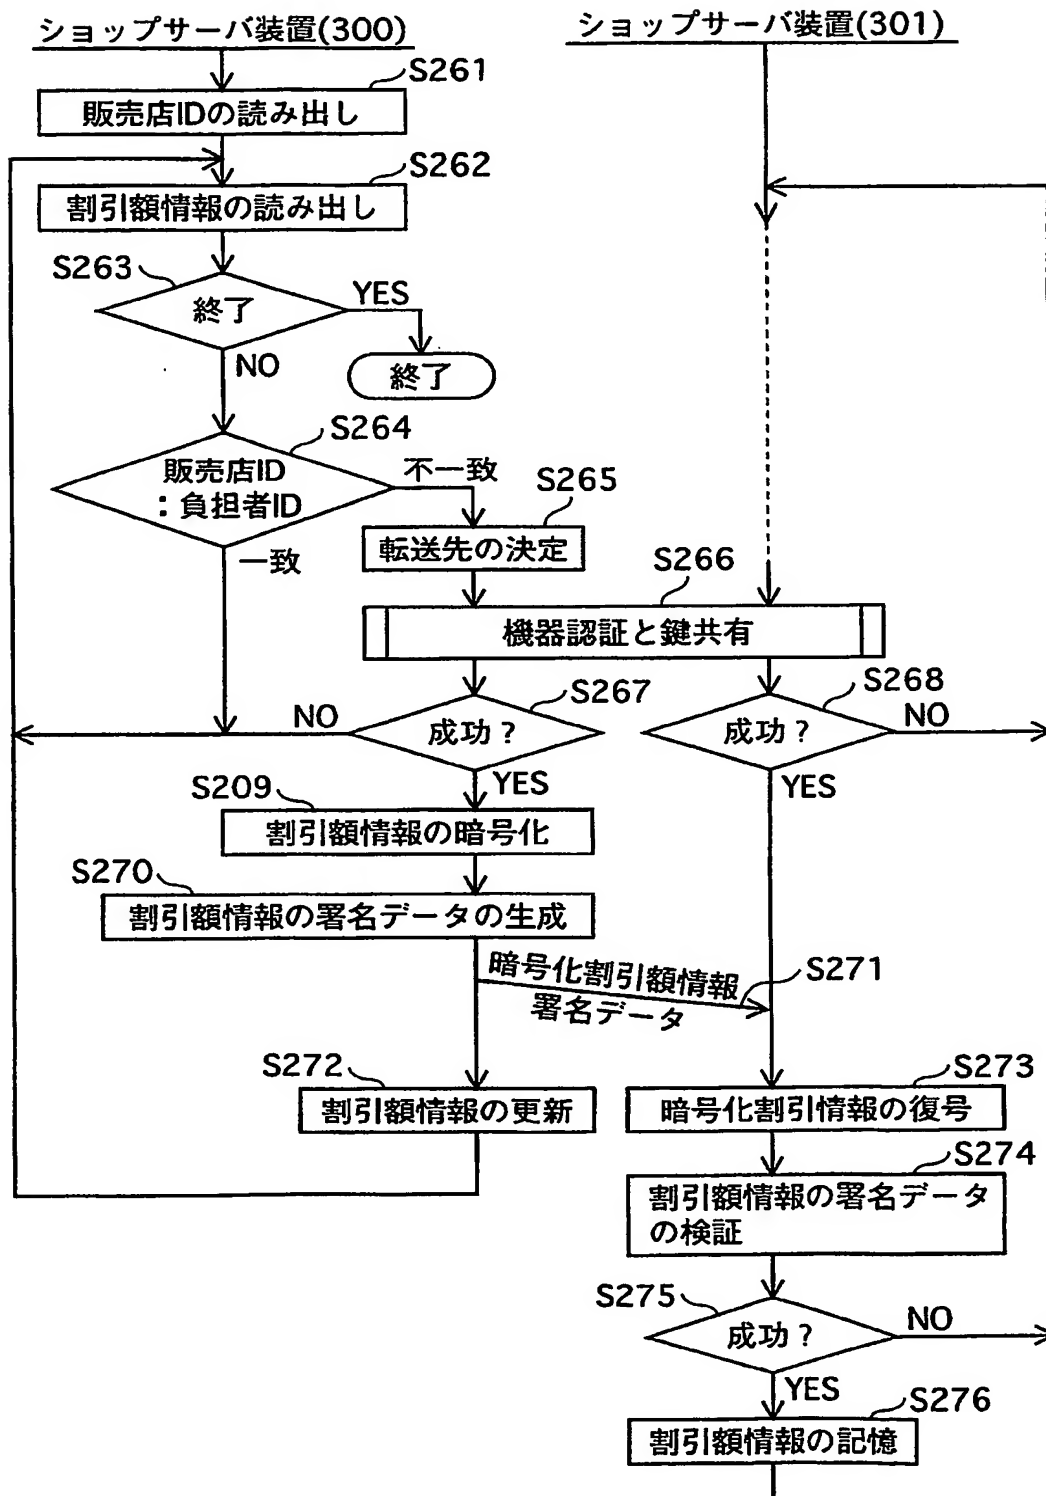 ショップサーバ装置(300)
ショップサーバ装置(301)
S261
販売店IDの読み出し
S262
割引額情報の読み出し
S263
終了
YES
NO
終了
S264
販売店ID
:負担者ID
不一致
一致
S265
転送先の決定
S266
機器認証と鍵共有
S267
成功?
NO
YES
S268
成功?
NO
YES
S209
割引額情報の暗号化
S270
割引額情報の署名データの生成
暗号化割引額情報
署名データ
S271
S272
割引額情報の更新
S273
暗号化割引情報の復号
S274
割引額情報の署名データ
の検証
S275
成功?
NO
YES
S276
割引額情報の記憶